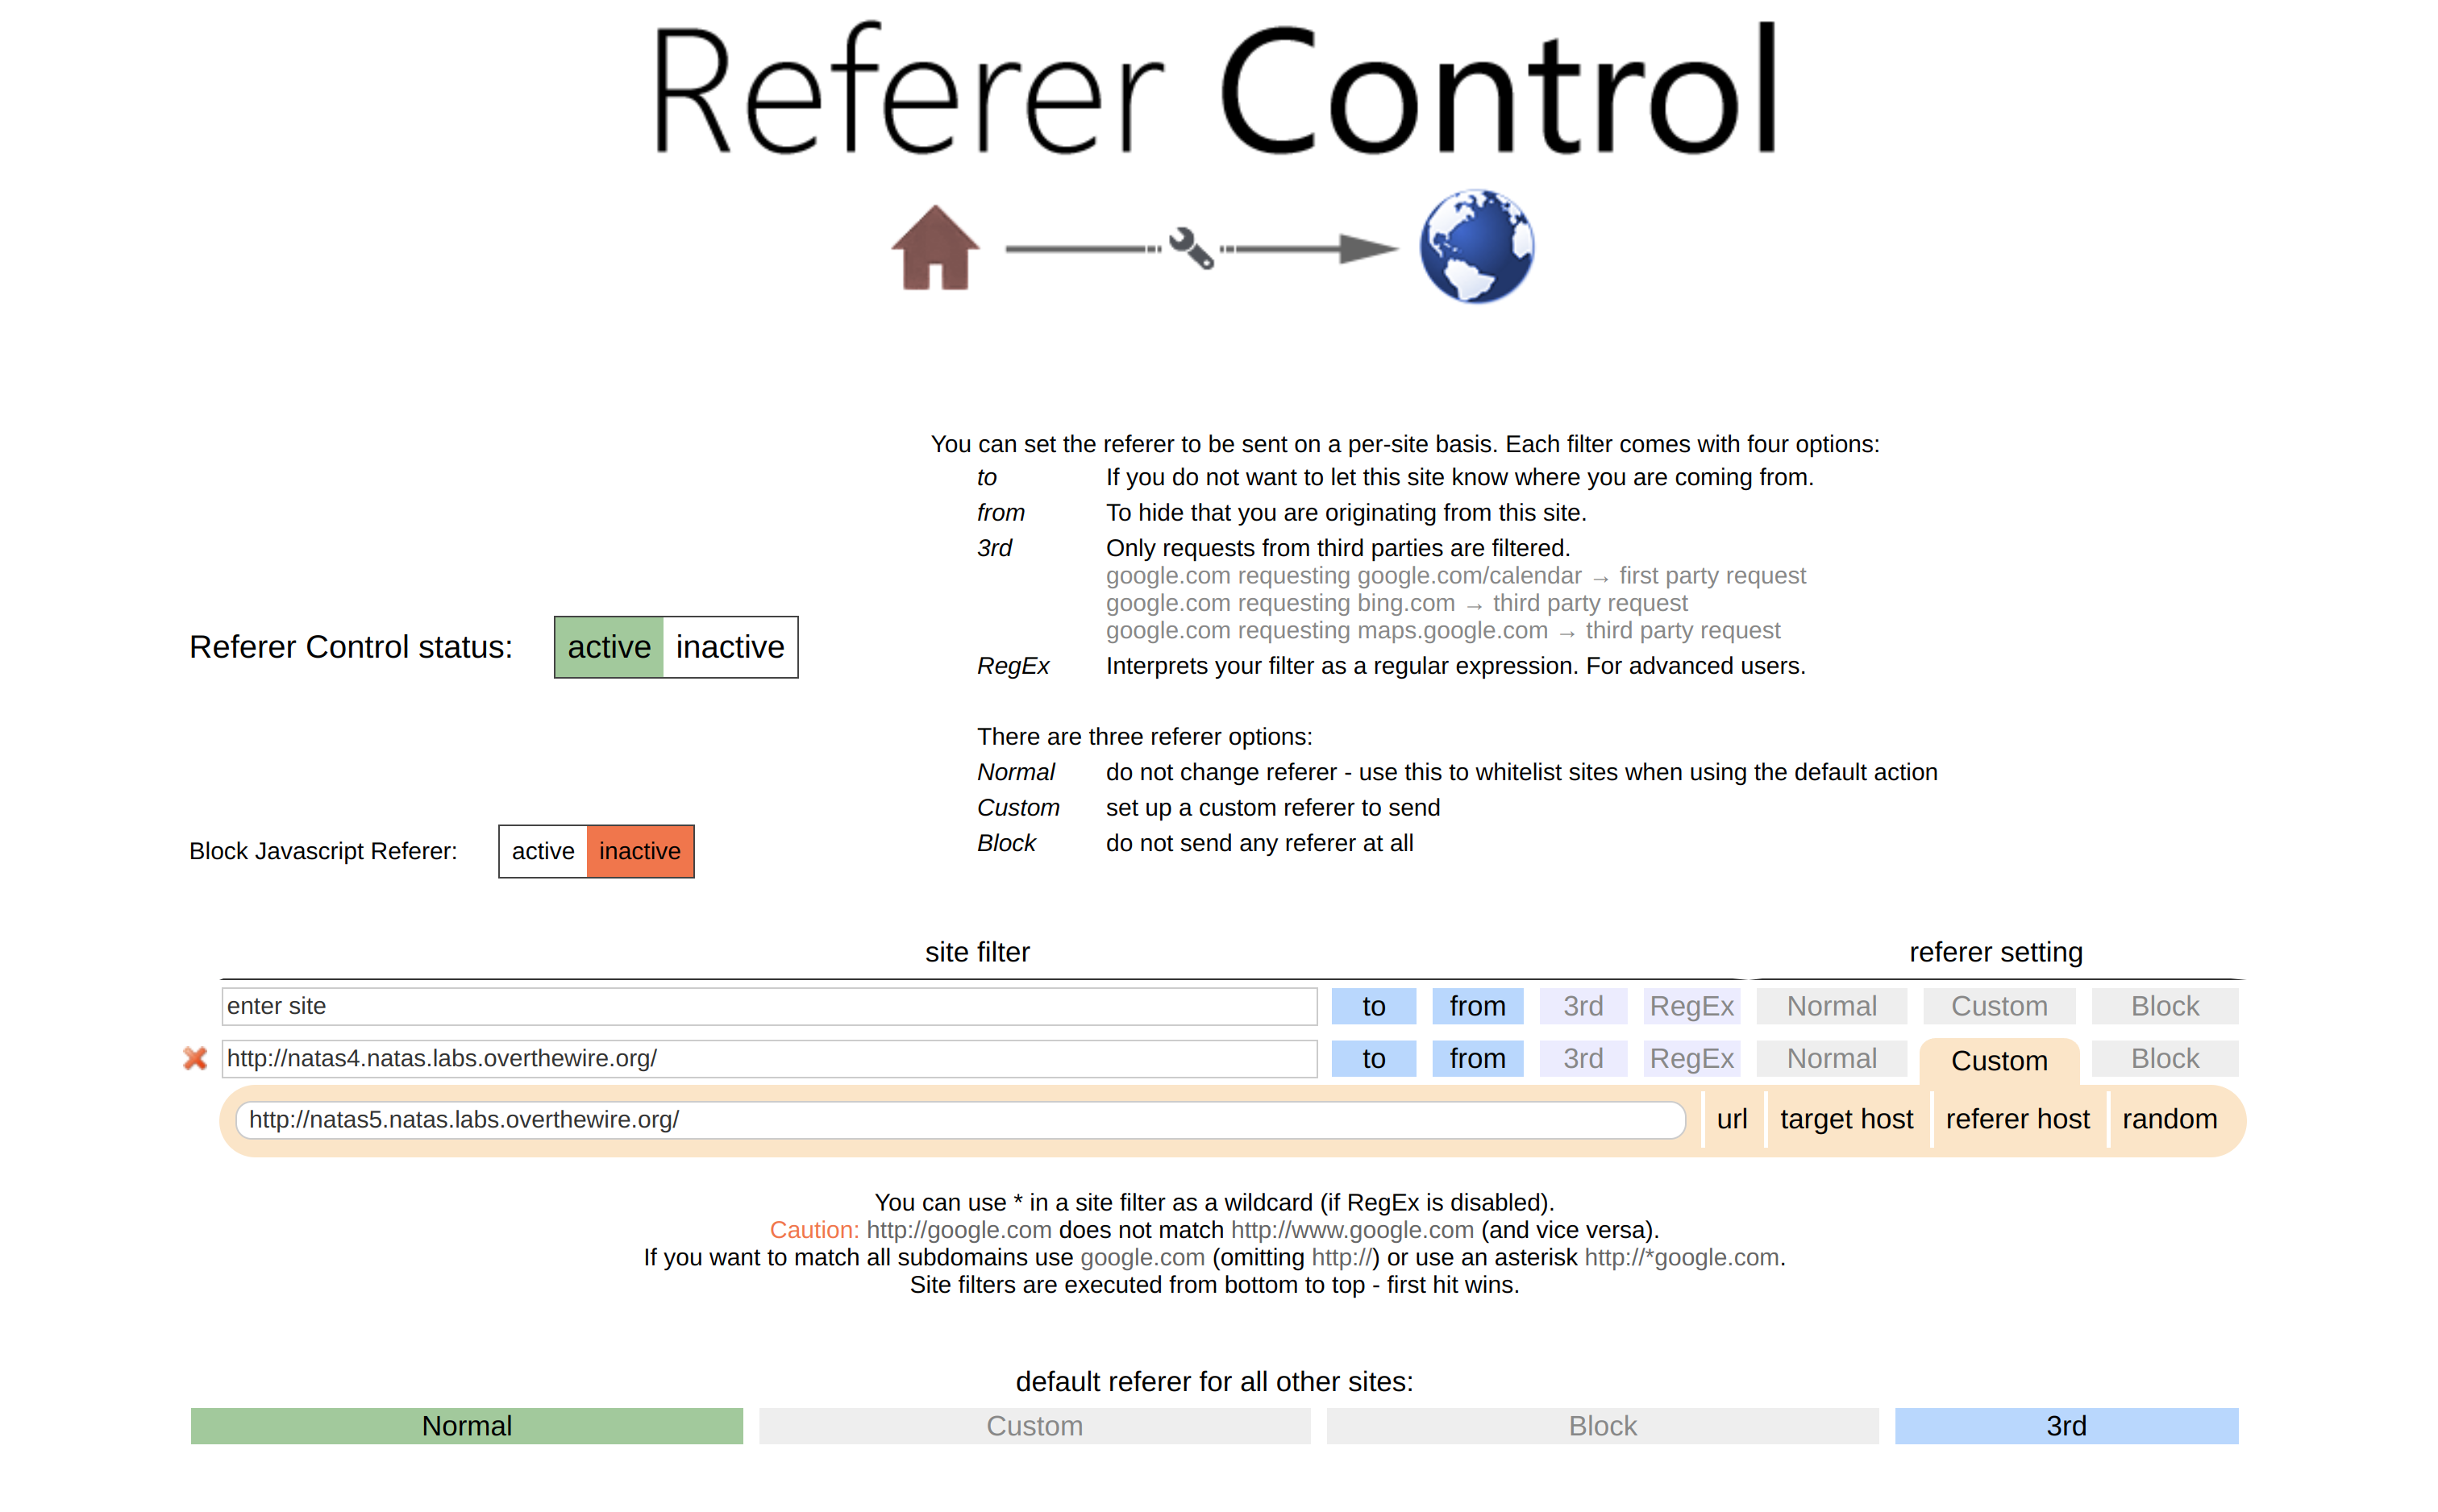 Referer Control
You can set the referer to be sent on a per-site basis. Each filter comes with four options:
to If you do not want to let this site know where you are coming from.
from To hide that you are originating from this site.
3rd Only requests from third parties are filtered.
google.com requesting google.com/calendar → first party request
google.com requesting bing.com → third party request
google.com requesting maps.google.com → third party request
RegEx Interprets your filter as a regular expression. For advanced users.
Referer Control status: active inactive
There are three referer options:
Normal do not change referer - use this to whitelist sites when using the default action
Custom set up a custom referer to send
Block do not send any referer at all
Block Javascript Referer: active inactive
site filter referer setting
enter site to from 3rd RegEx Normal Custom Block
http://natas4.natas.labs.overthewire.org/ to from 3rd RegEx Normal Custom Block
http://natas5.natas.labs.overthewire.org/ url target host referer host random
You can use * in a site filter as a wildcard (if RegEx is disabled).
Caution: http://google.com does not match http://www.google.com (and vice versa).
If you want to match all subdomains use google.com (omitting http://) or use an asterisk http://*google.com.
Site filters are executed from bottom to top - first hit wins.
default referer for all other sites:
Normal Custom Block 3rd